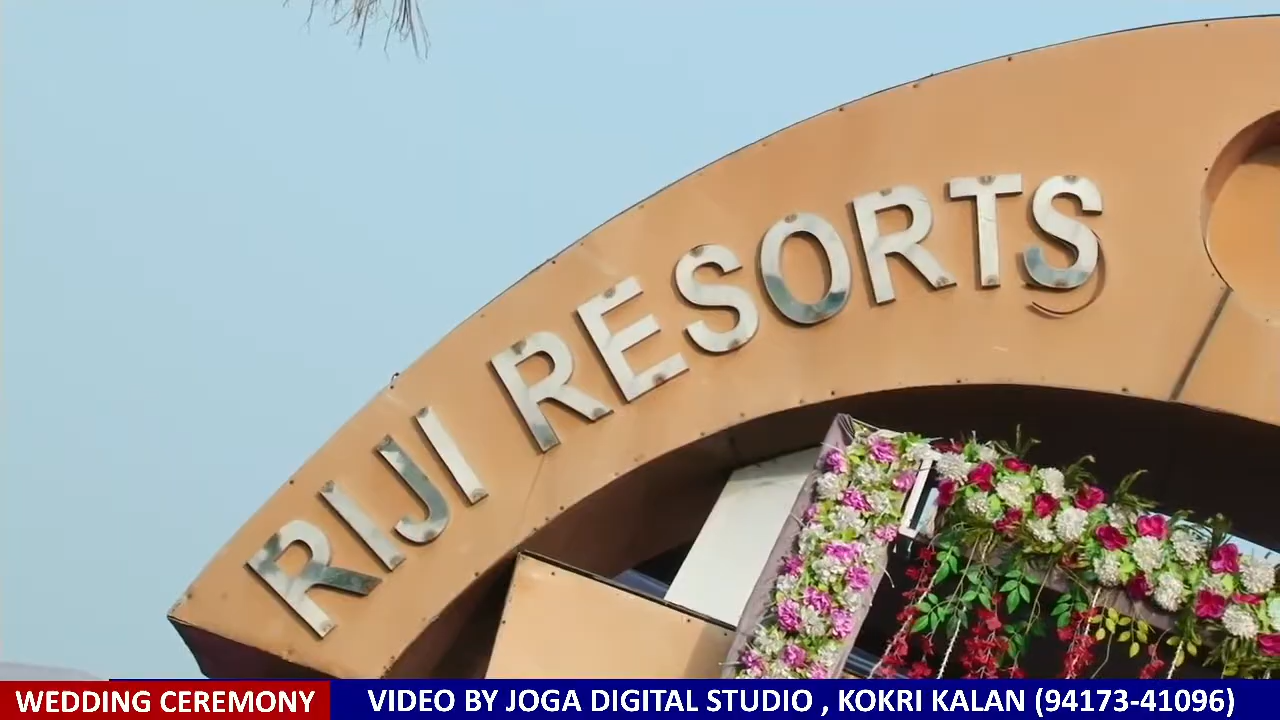 RIJI RESORTS
WEDDING CEREMONY
VIDEO BY JOGA DIGITAL STUDIO , KOKRI KALAN (94173-41096)